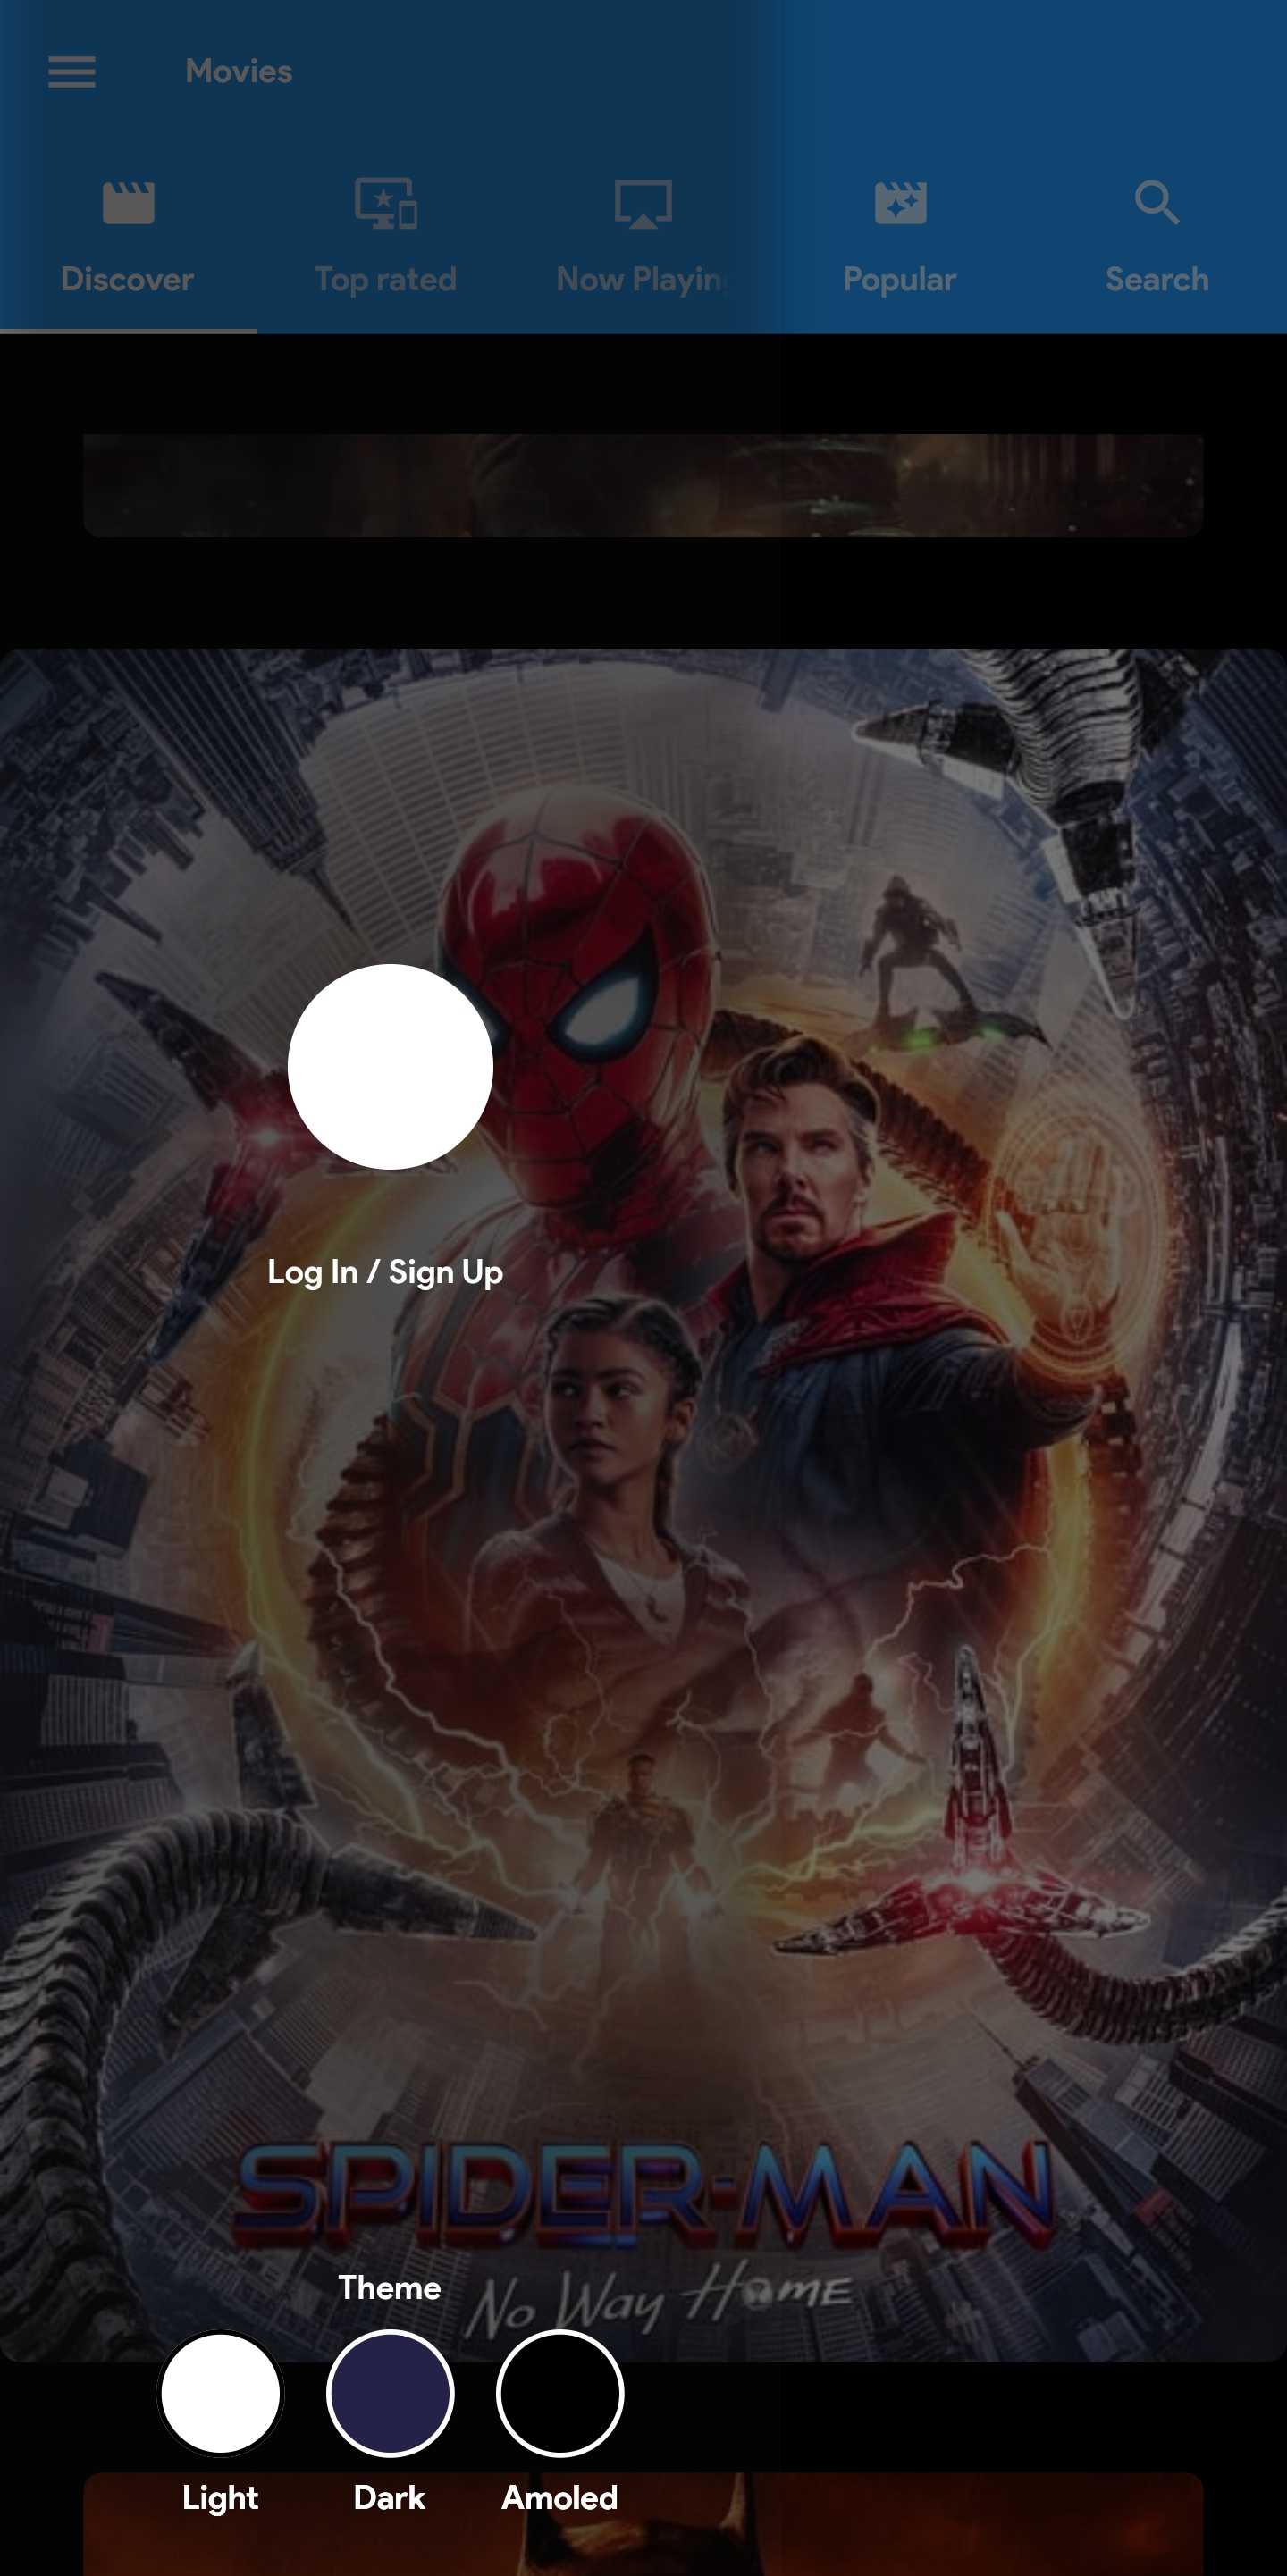 Movies
Discover
Top rated
Now Playing
Popular
Search
Log In / Sign Up
SPIDER-MAN
No Way Home
Theme
Light
Dark
Amoled